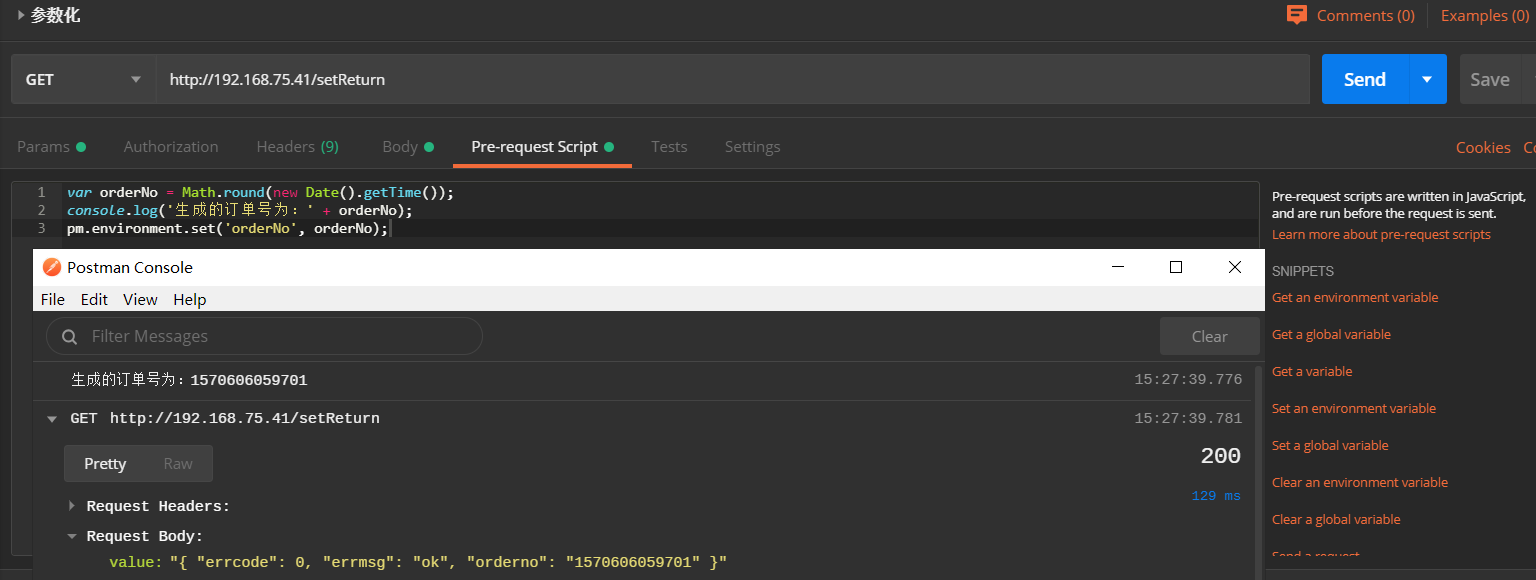 参数化
Comments (0) Examples (0)
GET http://192.168.75.41/setReturn Send Save
Params Authorization Headers (9) Body Pre-request Script Tests Settings Cookies
1 var orderNo = Math.round(new Date().getTime());
2 console.log('生成的订单号为：' + orderNo);
3 pm.environment.set('orderNo', orderNo);
Pre-request scripts are written in JavaScript,
and are run before the request is sent.
Learn more about pre-request scripts
SNIPPETS
Get an environment variable
Get a global variable
Get a variable
Set an environment variable
Set a global variable
Clear an environment variable
Clear a global variable
Send a request
Postman Console
File Edit View Help
Filter Messages Clear
生成的订单号为：1570606059701 15:27:39.776
GET http://192.168.75.41/setReturn 15:27:39.781
Pretty Raw 200
129 ms
Request Headers:
Request Body:
value: "{ "errcode": 0, "errmsg": "ok", "orderno": "1570606059701" }"